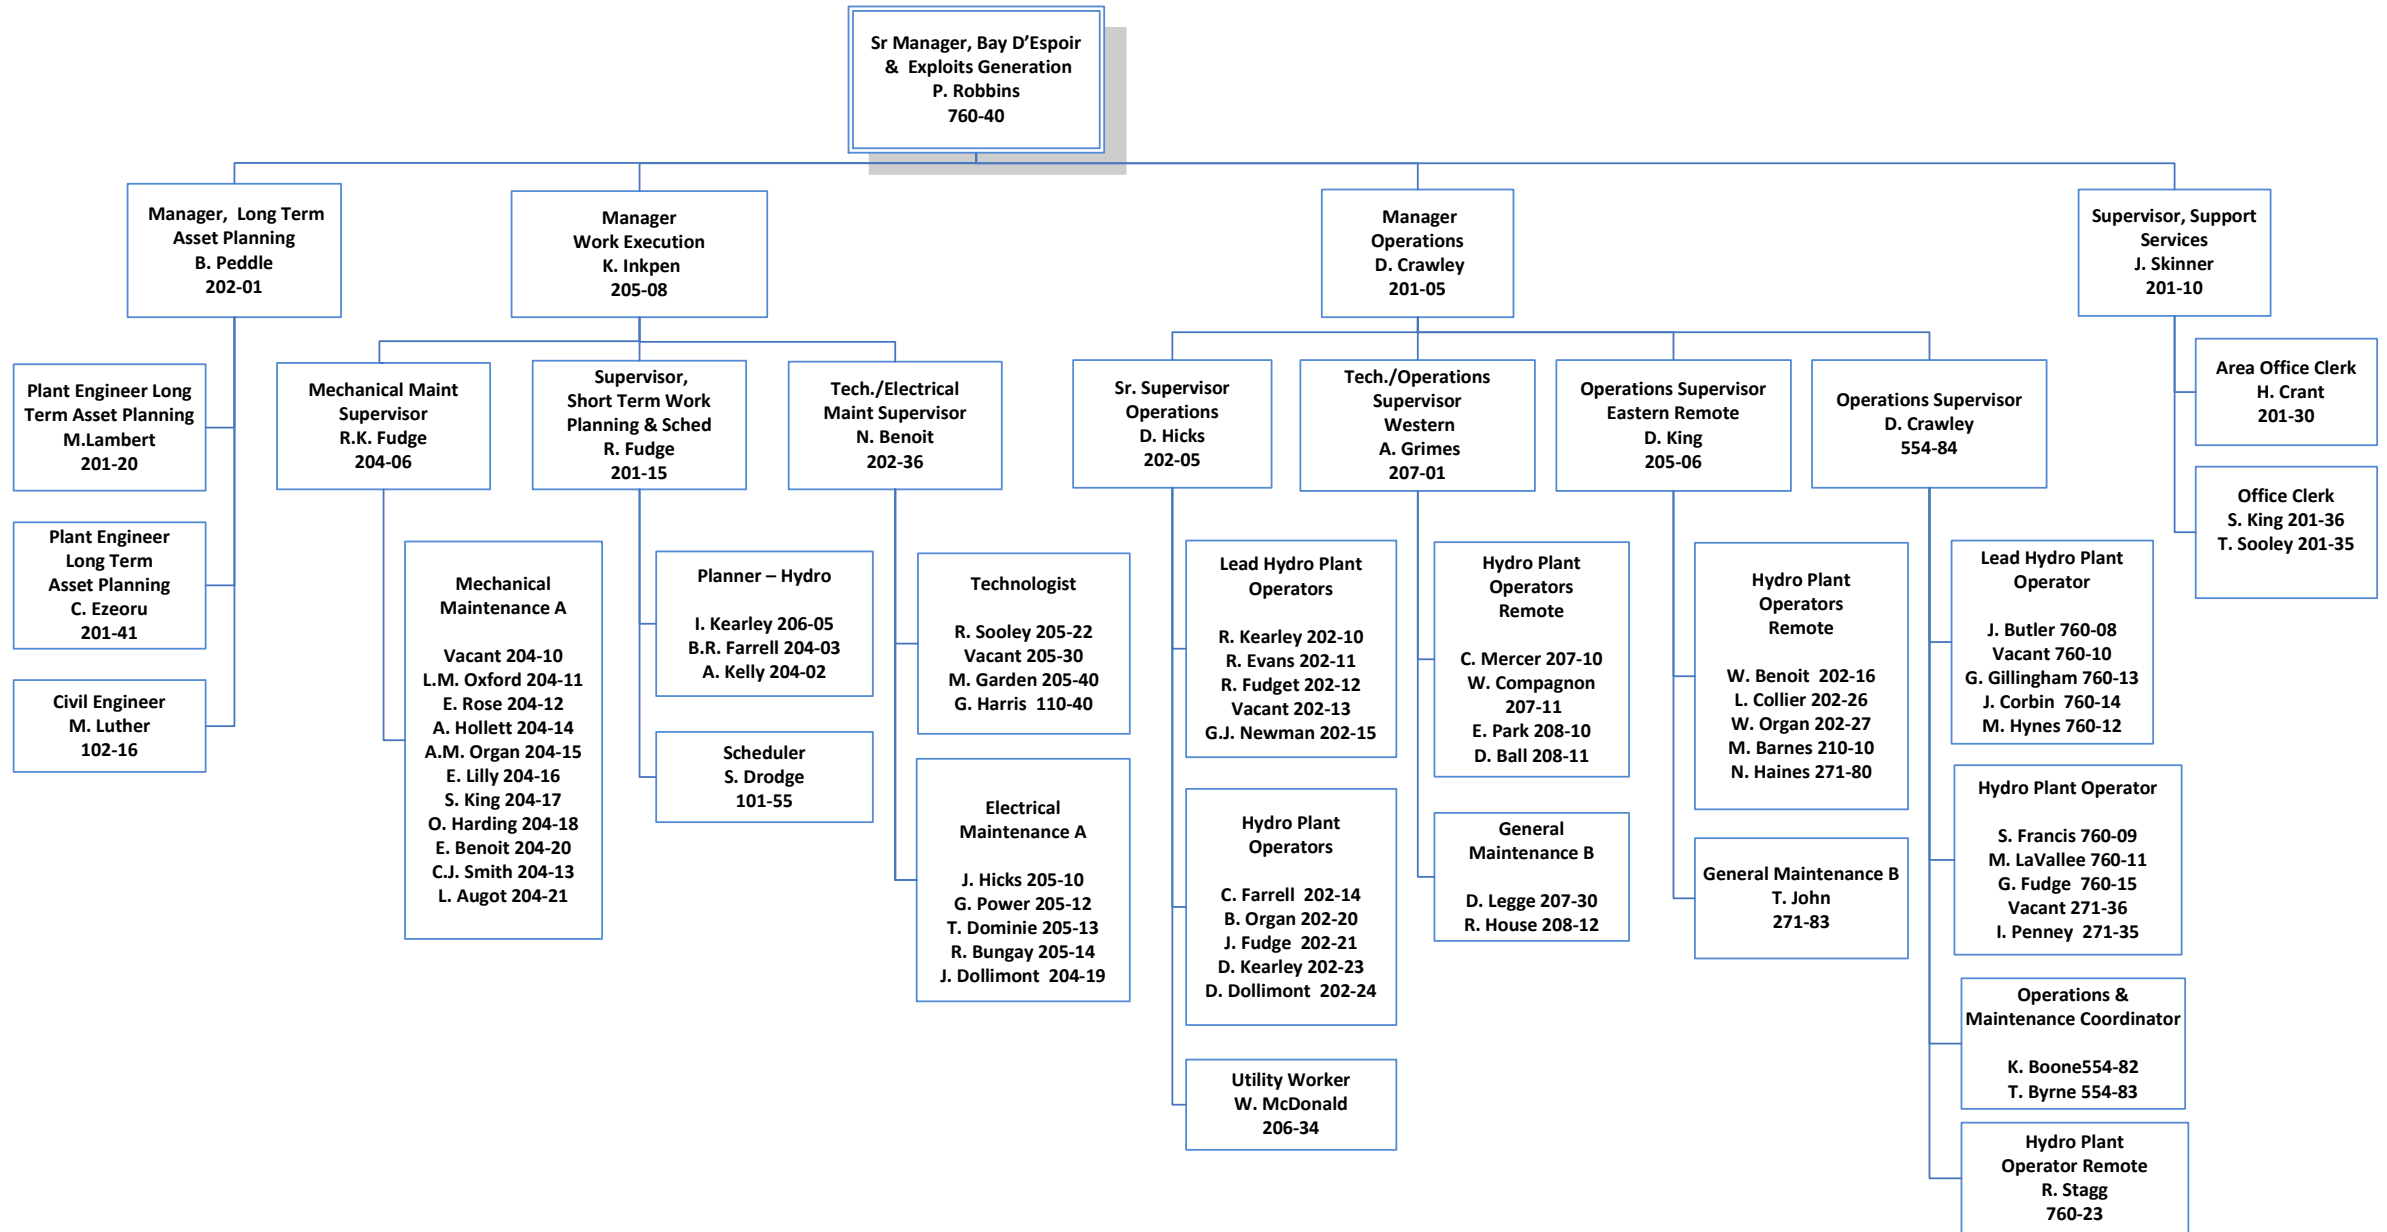 Sr Manager, Bay D’Espoir
& Exploits Generation
P. Robbins
760-40
Manager, Long Term
Asset Planning
B. Peddle
202-01
Manager
Work Execution
K. Inkpen
205-08
Manager
Operations
D. Crawley
201-05
Supervisor, Support
Services
J. Skinner
201-10
Plant Engineer Long
Term Asset Planning
M.Lambert
201-20
Plant Engineer
Long Term
Asset Planning
C. Ezeoru
201-41
Civil Engineer
M. Luther
102-16
Mechanical Maint
Supervisor
R.K. Fudge
204-06
Mechanical
Maintenance A
Vacant 204-10
L.M. Oxford 204-11
E. Rose 204-12
A. Hollett 204-14
A.M. Organ 204-15
E. Lilly 204-16
S. King 204-17
O. Harding 204-18
E. Benoit 204-20
C.J. Smith 204-13
L. Augot 204-21
Supervisor,
Short Term Work
Planning & Sched
R. Fudge
201-15
Planner – Hydro
I. Kearley 206-05
B.R. Farrell 204-03
A. Kelly 204-02
Scheduler
S. Drodge
101-55
Tech./Electrical
Maint Supervisor
N. Benoit
202-36
Technologist
R. Sooley 205-22
Vacant 205-30
M. Garden 205-40
G. Harris 110-40
Electrical
Maintenance A
J. Hicks 205-10
G. Power 205-12
T. Dominie 205-13
R. Bungay 205-14
J. Dollimont 204-19
Sr. Supervisor
Operations
D. Hicks
202-05
Lead Hydro Plant
Operators
R. Kearley 202-10
R. Evans 202-11
R. Fudget 202-12
Vacant 202-13
G.J. Newman 202-15
Hydro Plant
Operators
C. Farrell 202-14
B. Organ 202-20
J. Fudge 202-21
D. Kearley 202-23
D. Dollimont 202-24
Utility Worker
W. McDonald
206-34
Tech./Operations
Supervisor
Western
A. Grimes
207-01
Hydro Plant
Operators
Remote
C. Mercer 207-10
W. Compagnon
207-11
E. Park 208-10
D. Ball 208-11
General
Maintenance B
D. Legge 207-30
R. House 208-12
Operations Supervisor
Eastern Remote
D. King
205-06
Hydro Plant
Operators
Remote
W. Benoit 202-16
L. Collier 202-26
W. Organ 202-27
M. Barnes 210-10
N. Haines 271-80
General Maintenance B
T. John
271-83
Operations Supervisor
D. Crawley
554-84
Lead Hydro Plant
Operator
J. Butler 760-08
Vacant 760-10
G. Gillingham 760-13
J. Corbin 760-14
M. Hynes 760-12
Hydro Plant Operator
S. Francis 760-09
M. LaVallee 760-11
G. Fudge 760-15
Vacant 271-36
I. Penney 271-35
Operations &
Maintenance Coordinator
K. Boone554-82
T. Byrne 554-83
Hydro Plant
Operator Remote
R. Stagg
760-23
Area Office Clerk
H. Crant
201-30
Office Clerk
S. King 201-36
T. Sooley 201-35